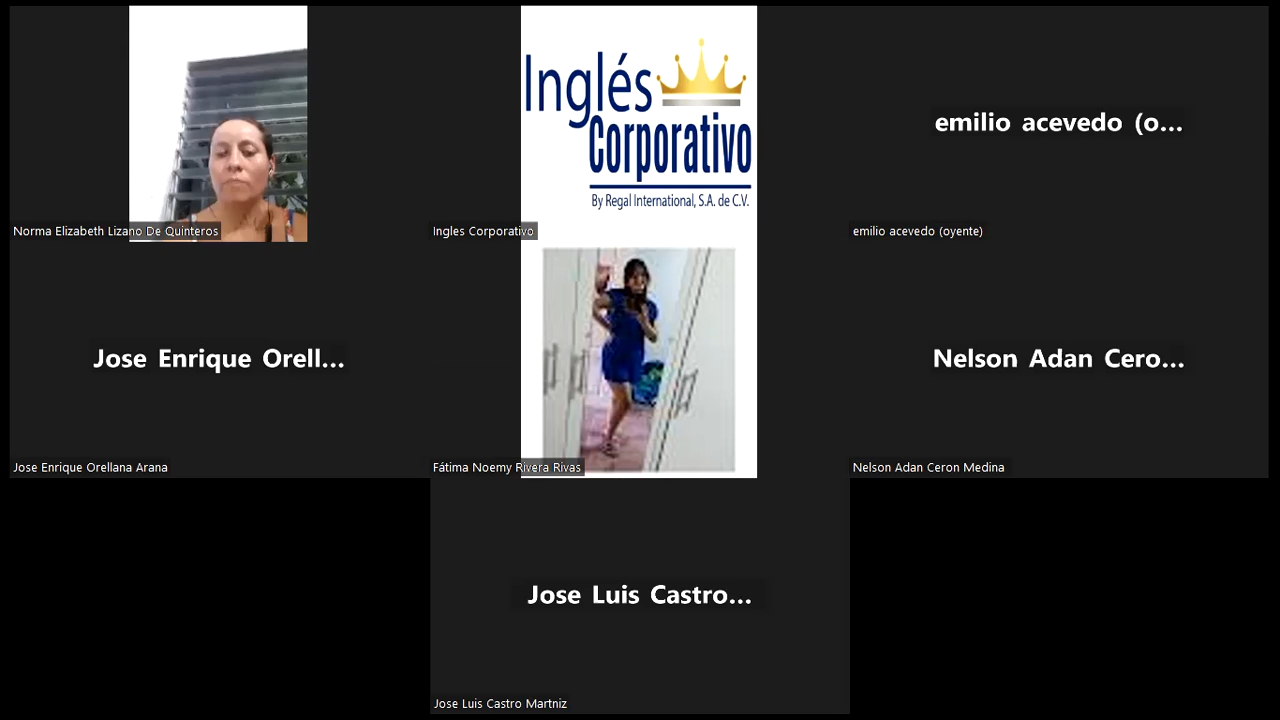 Inglés
Corporativo
By Regal International, S.A. de C.V.
emilio acevedo (o...
Norma Elizabeth Lizano De Quinteros
Ingles Corporativo
emilio acevedo (oyente)
Jose Enrique Orell...
Nelson Adan Cero...
Jose Enrique Orellana Arana
Fátima Noemy Rivera Rivas
Nelson Adan Ceron Medina
Jose Luis Castro...
Jose Luis Castro Martniz